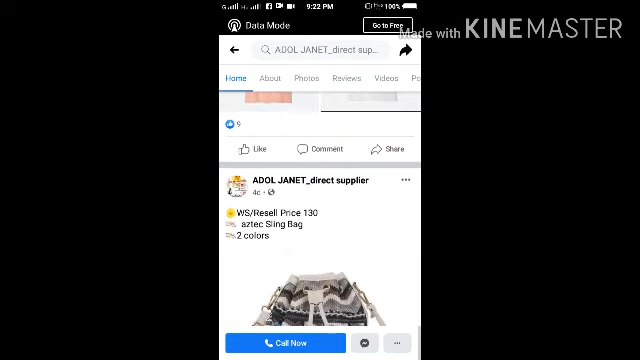 9:22 PM
100%
Data Mode
Go to Free
Made with KINEMASTER
ADOL JANET_direct sup...
Home About Photos Reviews Videos Po
9
Like Comment Share
ADOL JANET_direct supplier
4d
WS/Resell Price 130
aztec Sling Bag
2 colors
Call Now